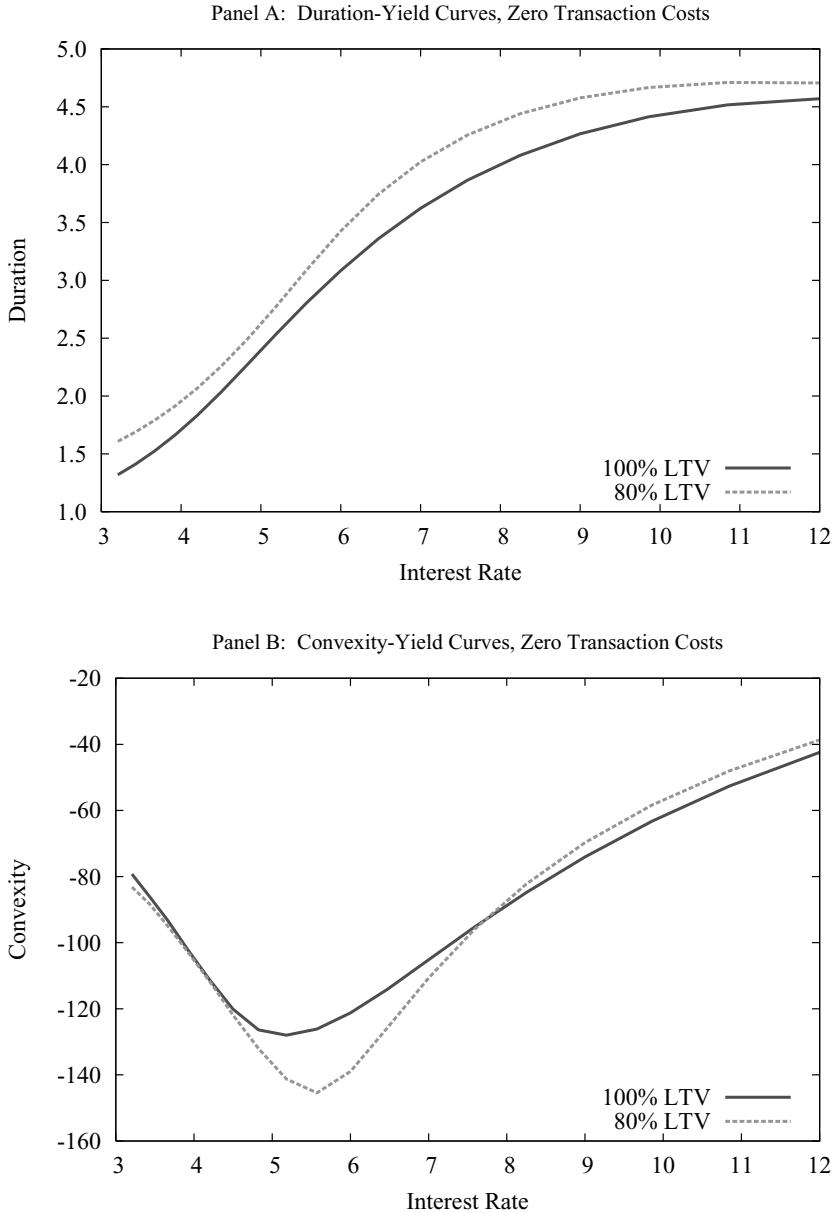 Panel A: Duration-Yield Curves, Zero Transaction Costs
5.0
4.5
4.0
3.5
3.0
2.5
2.0
1.5
1.0
Duration
100% LTV
80% LTV
3 4 5 6 7 8 9 10 11 12
Interest Rate
Panel B: Convexity-Yield Curves, Zero Transaction Costs
-20
-40
-60
-80
-100
-120
-140
-160
Convexity
100% LTV
80% LTV
3 4 5 6 7 8 9 10 11 12
Interest Rate